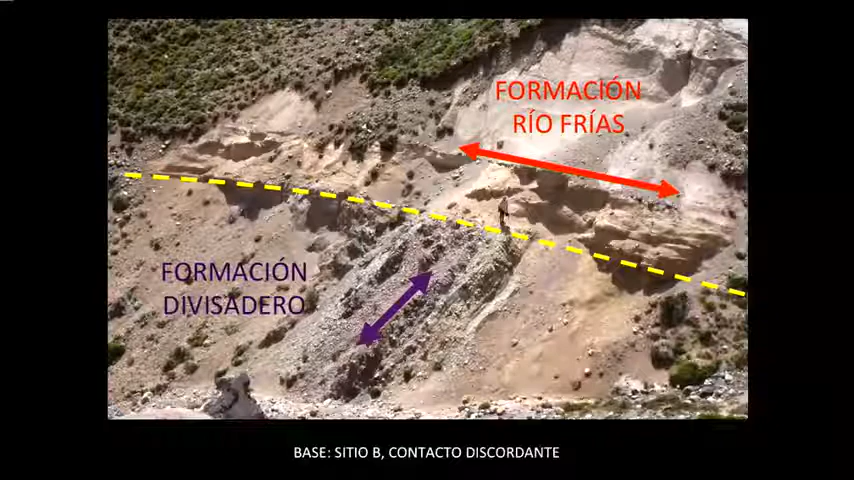 FORMACIÓN
RÍO FRÍAS
FORMACIÓN
DIVISADERO
BASE: SITIO B, CONTACTO DISCORDANTE